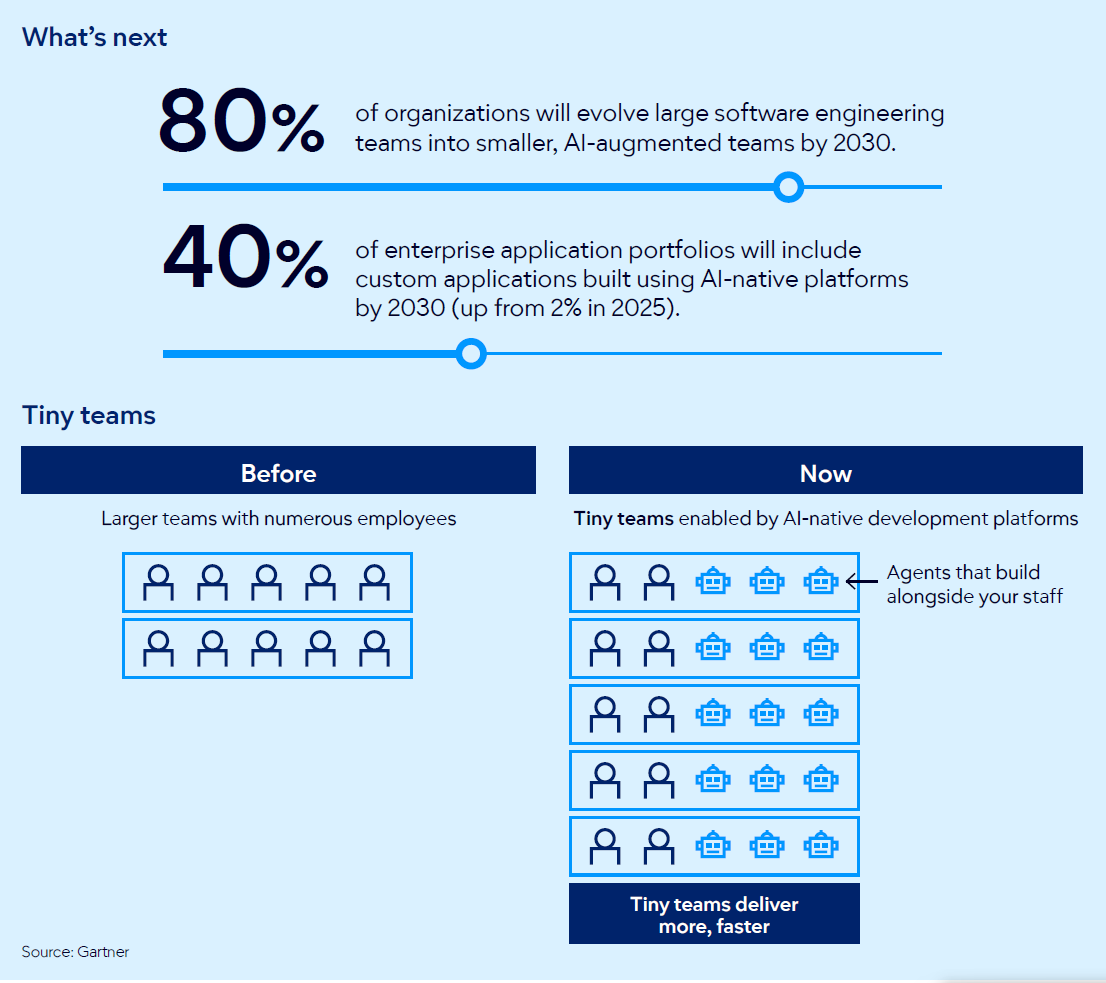 What's next
80%
of organizations will evolve large software engineering
teams into smaller, AI-augmented teams by 2030.
40%
of enterprise application portfolios will include
custom applications built using AI-native platforms
by 2030 (up from 2% in 2025).
Tiny teams
Before
Larger teams with numerous employees
Now
Tiny teams enabled by AI-native development platforms
Agents that build
alongside your staff
Tiny teams deliver
more, faster
Source: Gartner